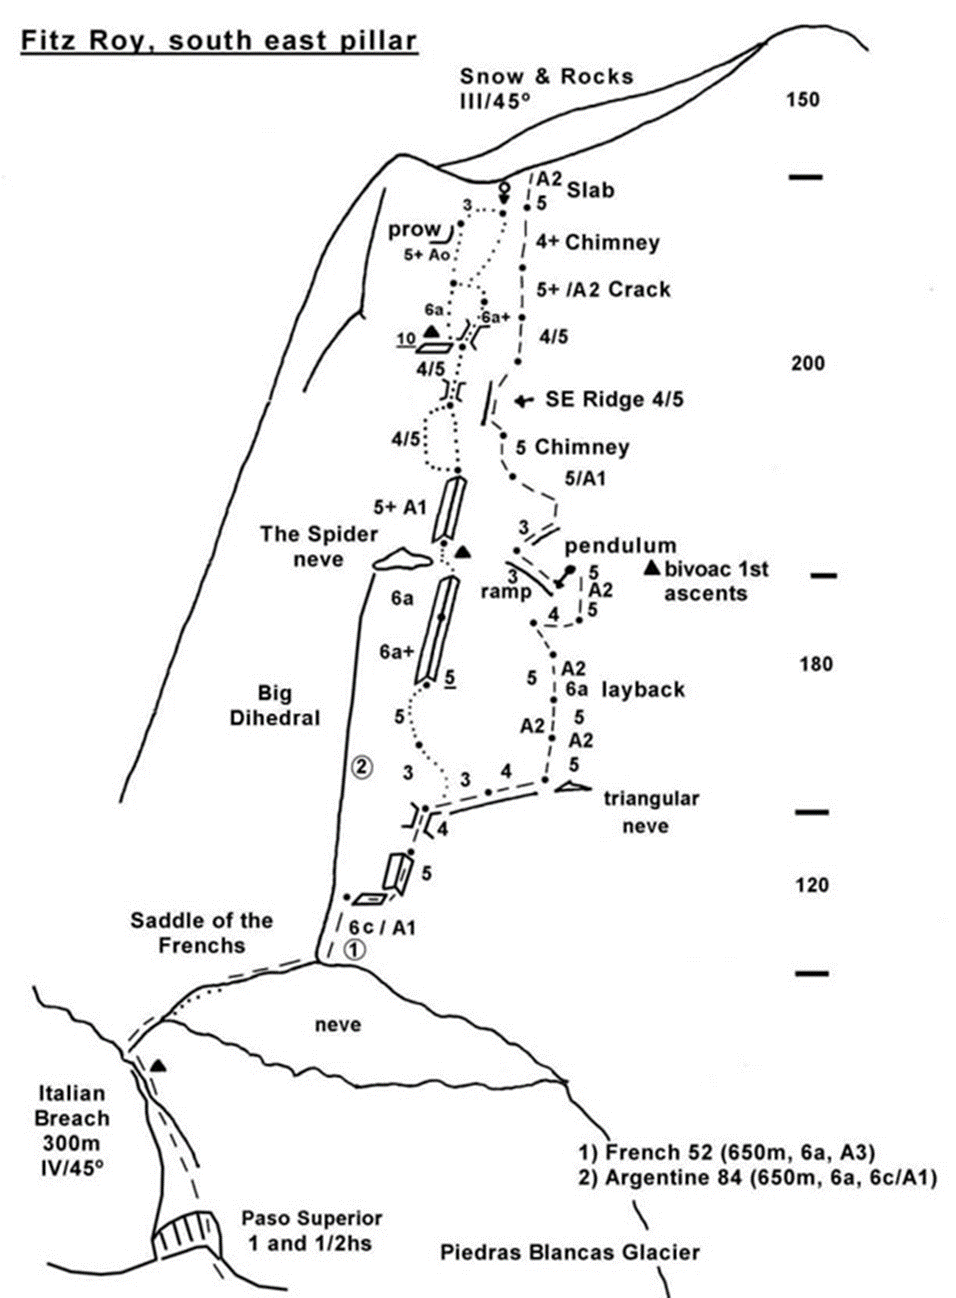 Fitz Roy, south east pillar
Snow & Rocks
III/45º
150
A2
Slab
5
3
prow
5+ Ao
4+ Chimney
5+ /A2 Crack
6a
6a+
10
4/5
4/5
200
SE Ridge 4/5
4/5
5 Chimney
5/A1
5+ A1
3
The Spider
neve
pendulum
3
ramp
5
A2
5
bivoac 1st
ascents
6a
4
6a+
5
180
A2
5
6a layback
Big
Dihedral
5
5
A2
A2
5
2
3
3
4
triangular
neve
4
5
120
Saddle of the
Frenchs
6c / A1
1
neve
Italian
Breach
300m
IV/45º
1) French 52 (650m, 6a, A3)
2) Argentine 84 (650m, 6a, 6c/A1)
Paso Superior
1 and 1/2hs
Piedras Blancas Glacier